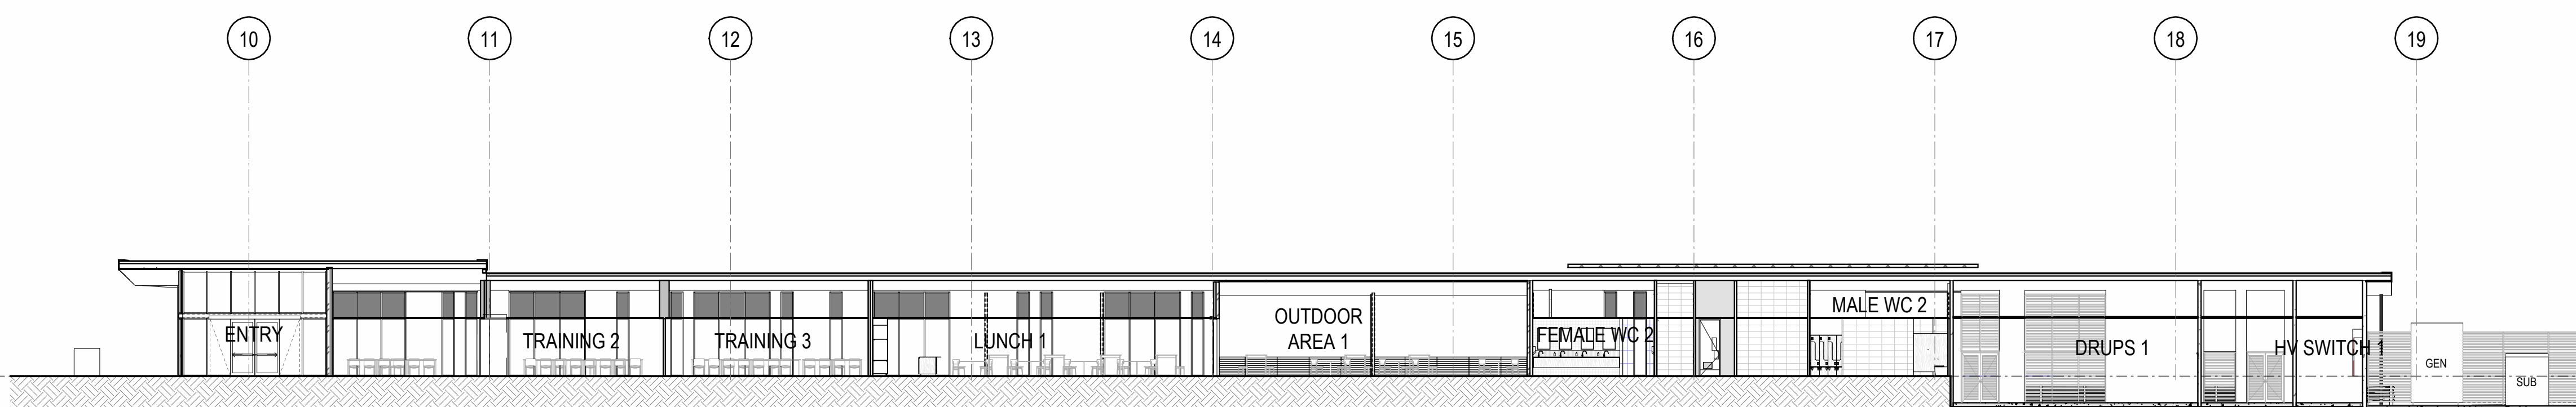 10
11
12
13
14
15
16
17
18
19
ENTRY
TRAINING 2
TRAINING 3
LUNCH 1
OUTDOOR
AREA 1
FEMALE WC 2
MALE WC 2
DRUPS 1
HV SWITCH 1
GEN
SUB